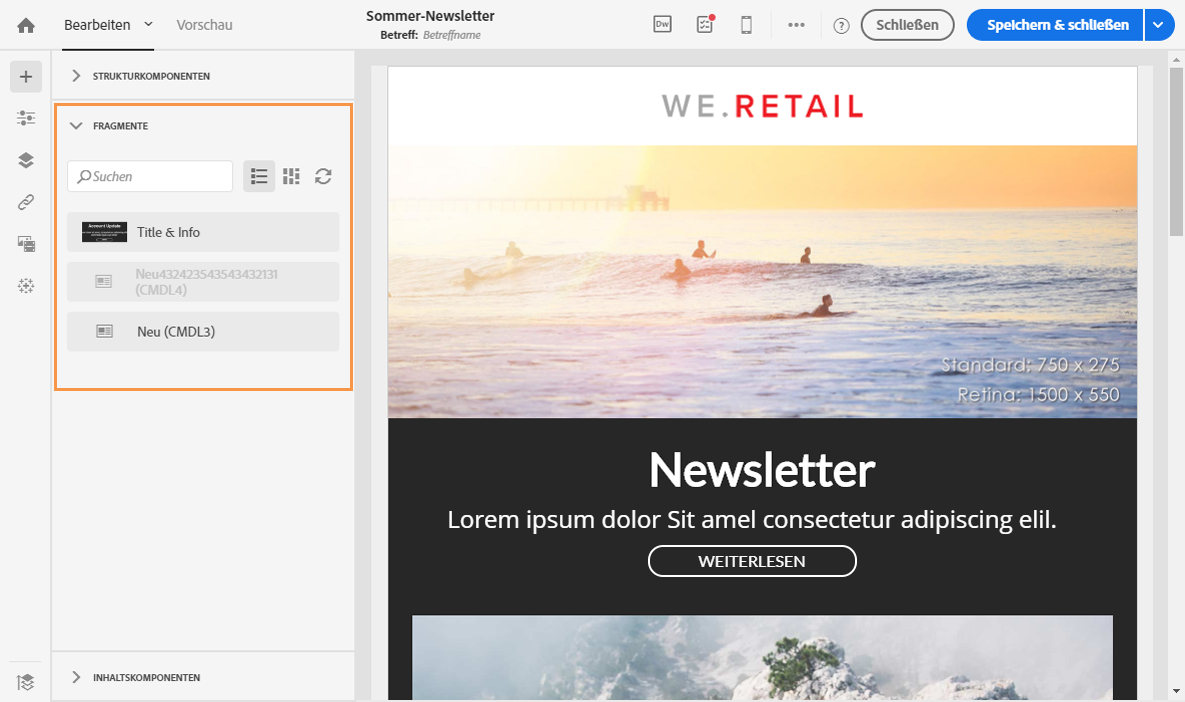 Bearbeiten
Vorschau
Sommer-Newsletter
Betreff: Betreffname
Dw
?
Schließen
Speichern & schließen
STRUKTURKOMPONENTEN
FRAGMENTE
Suchen
Account Update
Title & Info
Neu432423543543432131
(CMDL4)
Neu (CMDL3)
INHALTSKOMPONENTEN
WE.RETAIL
Standard: 750 x 275
Retina: 1500 x 550
Newsletter
Lorem ipsum dolor Sit amel consectetur adipiscing elil.
WEITERLESEN